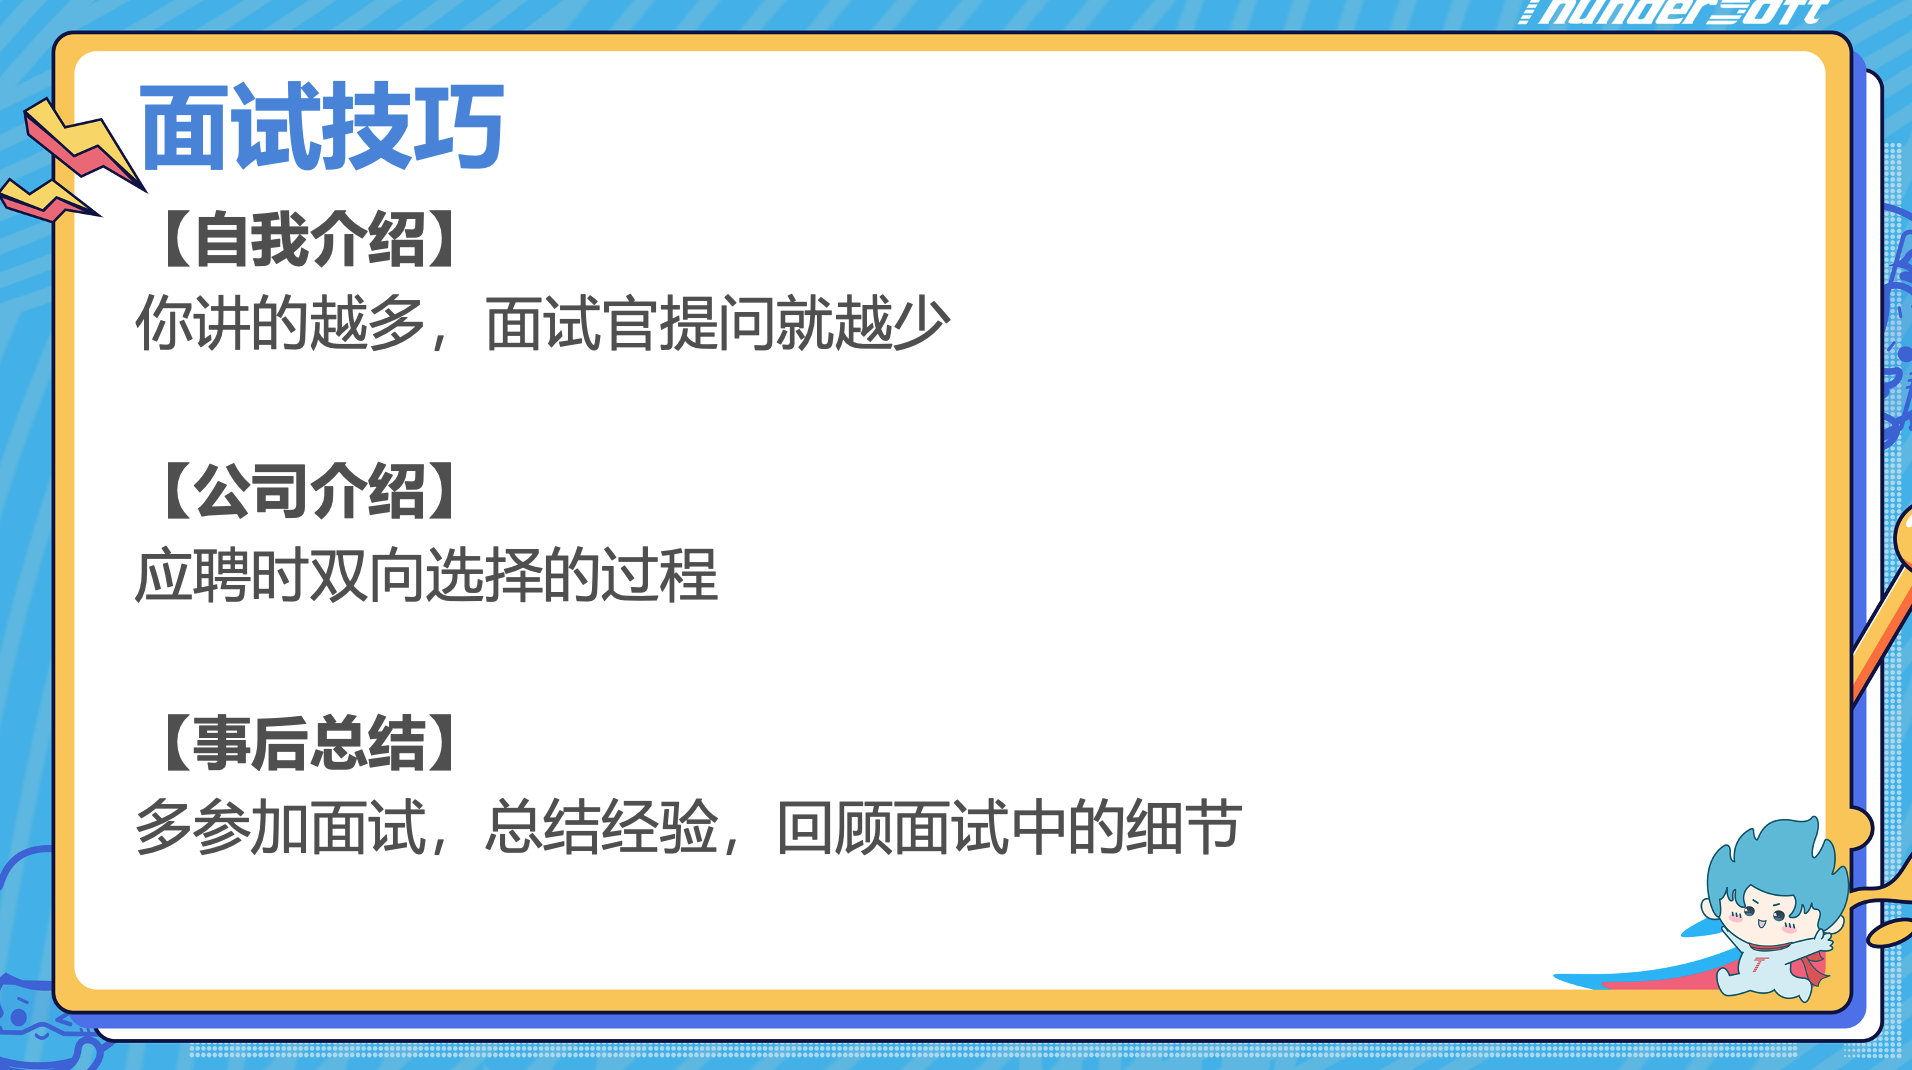 ThunderSoft
面试技巧
【自我介绍】
你讲的越多，面试官提问就越少
【公司介绍】
应聘时双向选择的过程
【事后总结】
多参加面试，总结经验，回顾面试中的细节
T